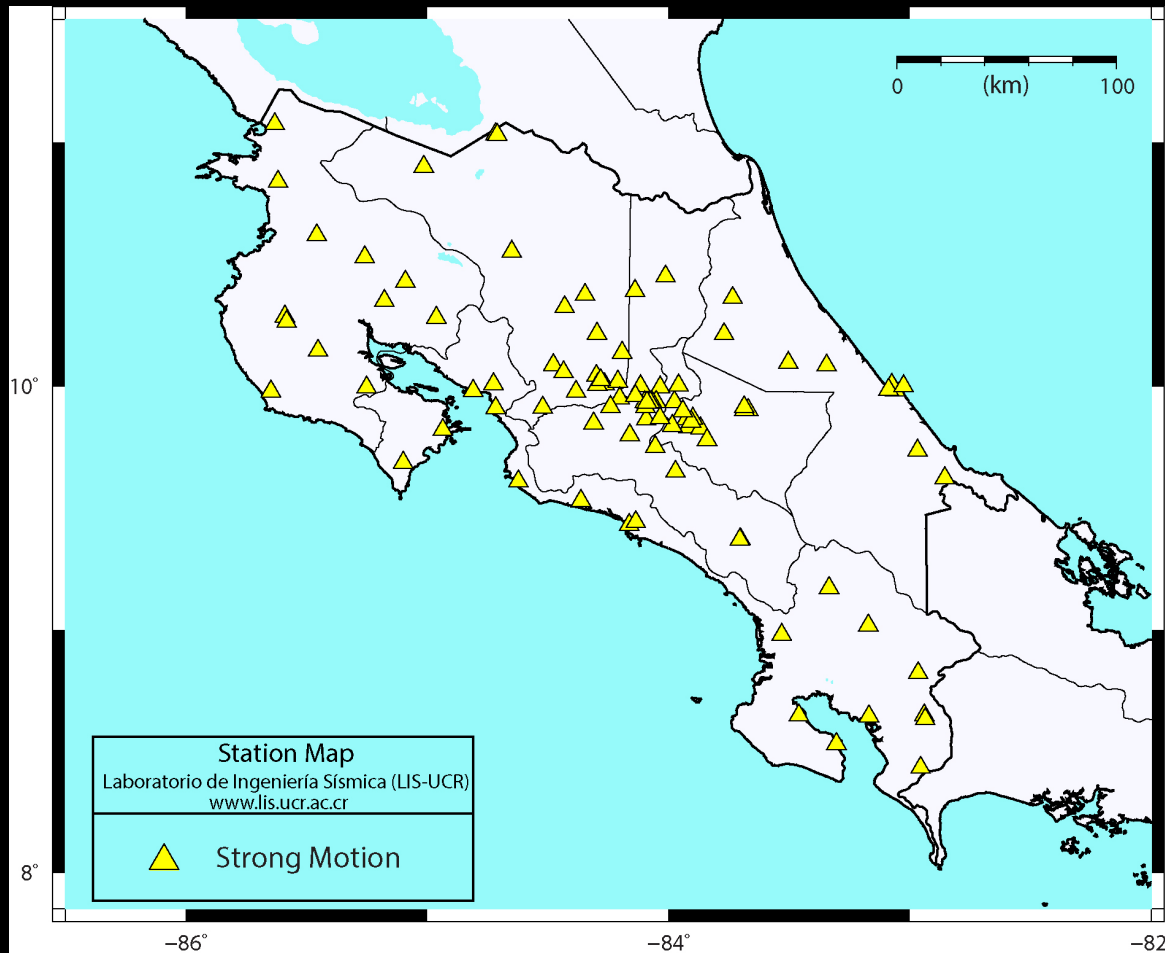 0 (km) 100
10°
Station Map
Laboratorio de Ingeniería Sísmica (LIS-UCR)
www.lis.ucr.ac.cr
Strong Motion
8°
−86° −84° −82